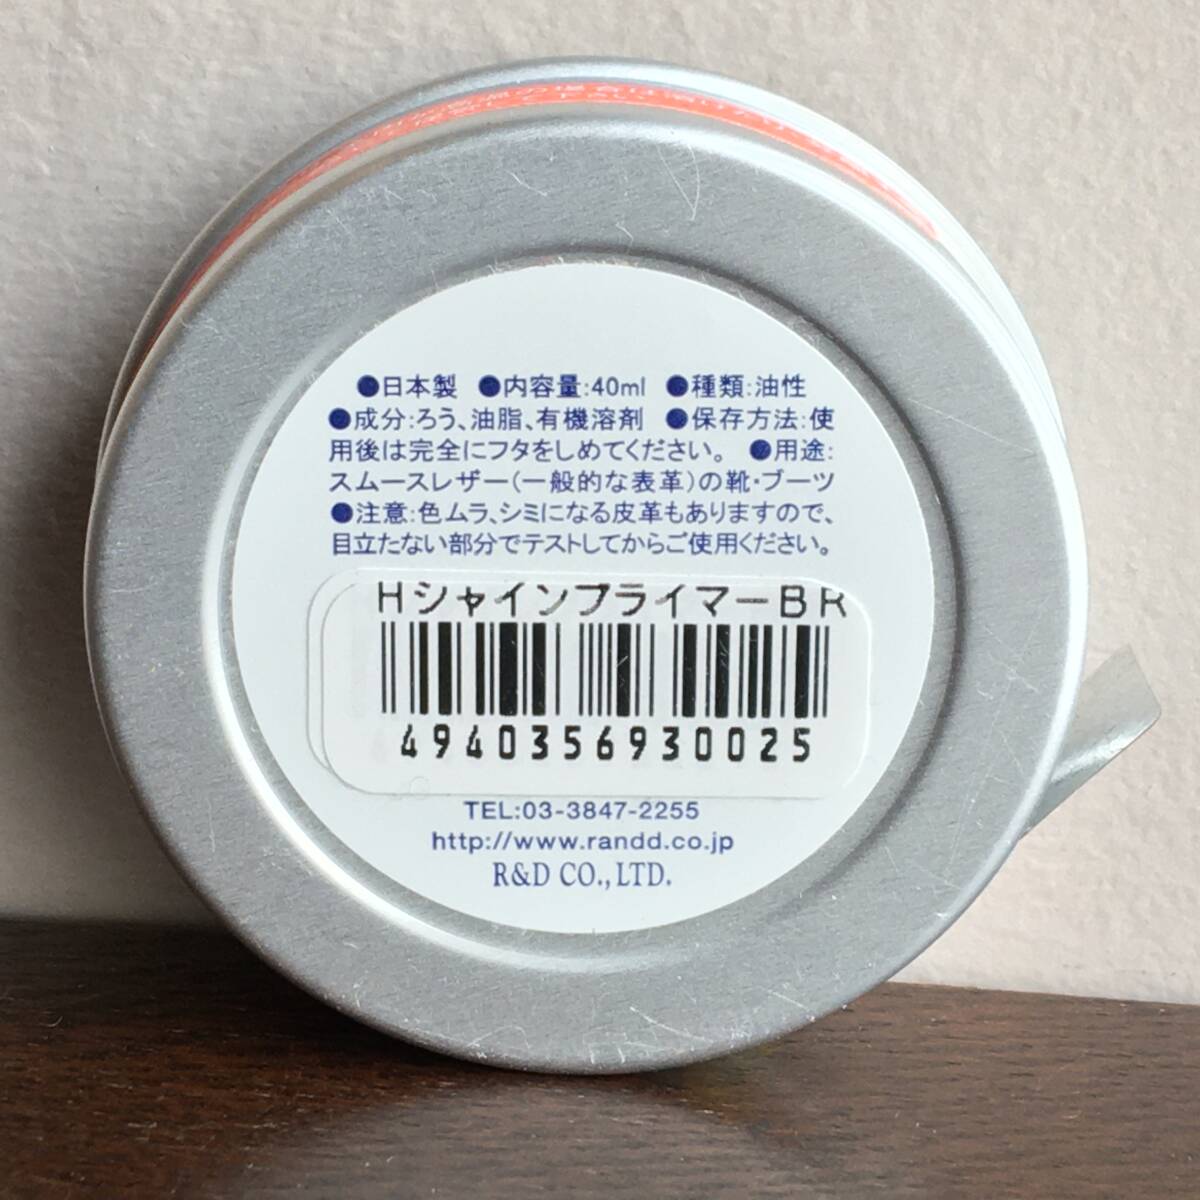 ●日本製 ●内容量:40ml ●種類:油性
●成分:ろう、油脂、有機溶剤 ●保存方法:使
用後は完全にフタをしめてください。 ●用途:
スムースレザー(一般的な表革)の靴・ブーツ
●注意:色ムラ、シミになる皮革もありますので、
目立たない部分でテストしてからご使用ください。
HシャインプライマーBR
4940356930025
TEL:03-3847-2255
http://www.randd.co.jp
R&D CO.,LTD.